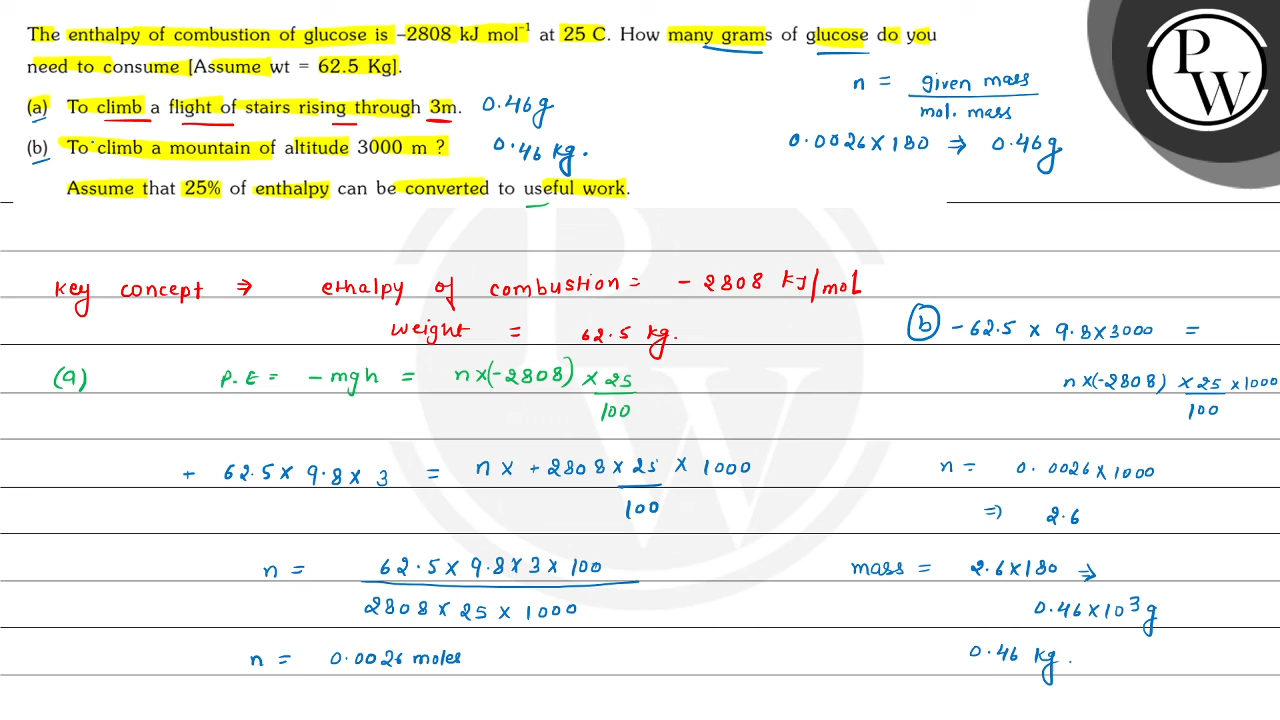 The enthalpy of combustion of glucose is –2808 kJ mol⁻¹ at 25 C. How many grams of glucose do you
need to consume [Assume wt = 62.5 Kg].
(a) To climb a flight of stairs rising through 3m. 0.46g
(b) To climb a mountain of altitude 3000 m ? 0.46 kg.
Assume that 25% of enthalpy can be converted to useful work.
n = given mass / mol. mass
0.0026 × 180 ⇒ 0.46g
P W
Key concept ⇒ ethalpy of combustion = - 2808 KJ/mol
weight = 62.5 kg.
(a) P.E = - mgh = n×(-2808) × 25/100
+ 62.5 × 9.8 × 3 = n × + 2808 × 25/100 × 1000
n = 62.5 × 9.8 × 3 × 100 / 2808 × 25 × 1000
n = 0.0026 moles
(b) - 62.5 × 9.8 × 3000 =
n×(-2808) × 25/100 × 1000
n = 0.0026 × 1000
⇒ 2.6
mass = 2.6 × 180 ⇒
0.46 × 10³ g
0.46 kg.